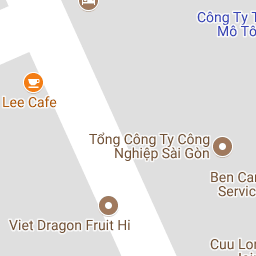 Công Ty T
Mô Tô
Lee Cafe
Tổng Công Ty Công
Nghiệp Sài Gòn
Ben Can
Servic
Viet Dragon Fruit Hi
Cuu Lon